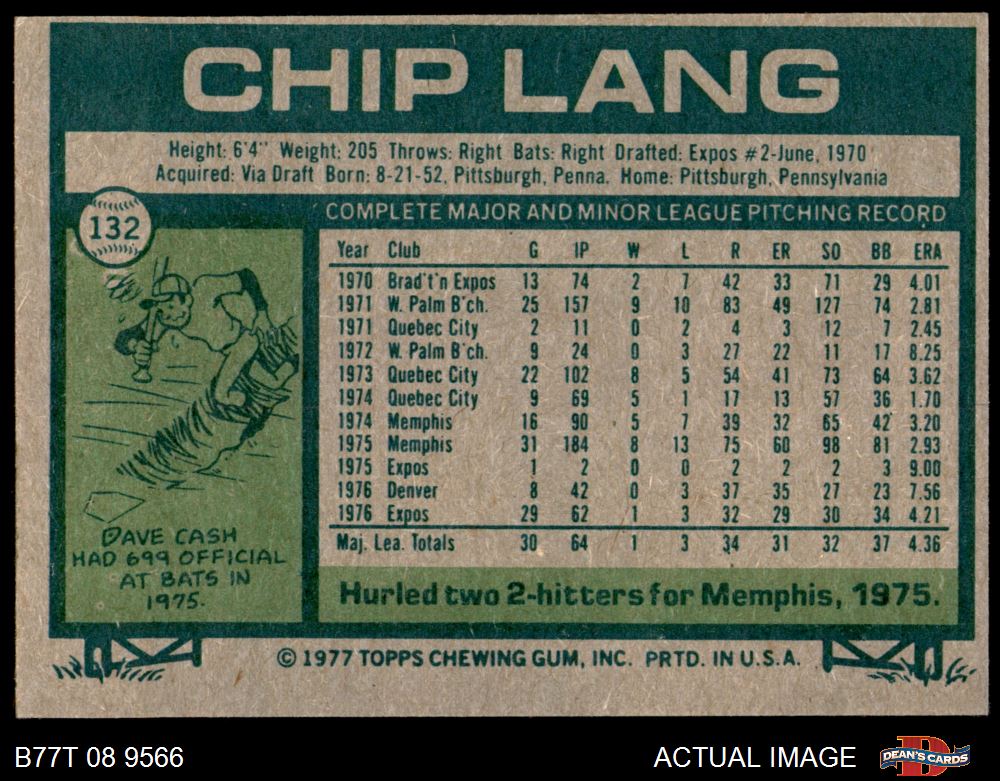 CHIP LANG
Height: 6'4" Weight: 205 Throws: Right Bats: Right Drafted: Expos #2-June, 1970
Acquired: Via Draft Born: 8-21-52, Pittsburgh, Penna. Home: Pittsburgh, Pennsylvania
132
COMPLETE MAJOR AND MINOR LEAGUE PITCHING RECORD
Year Club G IP W L R ER SO BB ERA
1970 Brad't'n Expos 13 74 2 7 42 33 71 29 4.01
1971 W. Palm B'ch. 25 157 9 10 83 49 127 74 2.81
1971 Quebec City 2 11 0 2 4 3 12 7 2.45
1972 W. Palm B'ch. 9 24 0 3 27 22 11 17 8.25
1973 Quebec City 22 102 8 5 54 41 73 64 3.62
1974 Quebec City 9 69 5 1 17 13 57 36 1.70
1974 Memphis 16 90 5 7 39 32 65 42 3.20
1975 Memphis 31 184 8 13 75 60 98 81 2.93
1975 Expos 1 2 0 0 2 2 2 3 9.00
1976 Denver 8 42 0 3 37 35 27 23 7.56
1976 Expos 29 62 1 3 32 29 30 34 4.21
Maj. Lea. Totals 30 64 1 3 34 31 32 37 4.36
DAVE CASH
HAD 699 OFFICIAL
AT BATS IN
1975.
Hurled two 2-hitters for Memphis, 1975.
© 1977 TOPPS CHEWING GUM, INC. PRTD. IN U.S.A.
B77T 08 9566
ACTUAL IMAGE
DEAN'S CARDS